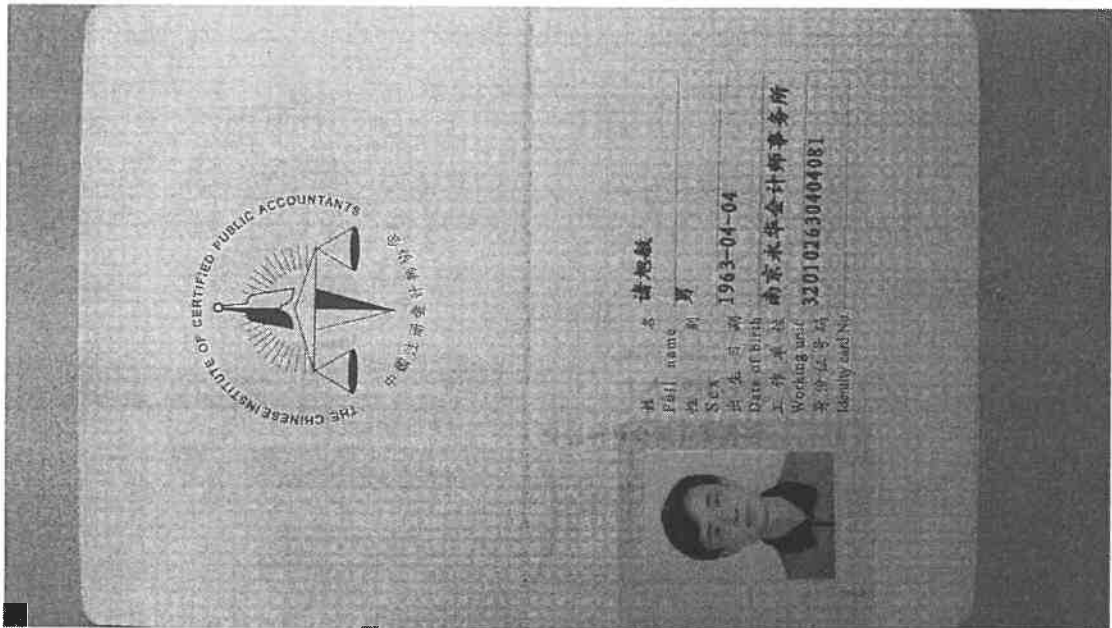 THE CHINESE INSTITUTE OF CERTIFIED PUBLIC ACCOUNTANTS
中国注册会计师协会
姓 名 诸旭敏
Full name
性 别 男
Sex
出生日期 1963-04-04
Date of birth
工作单位 南京永华会计师事务所
Working unit
身份证号码 320102630404081
Identity card No.